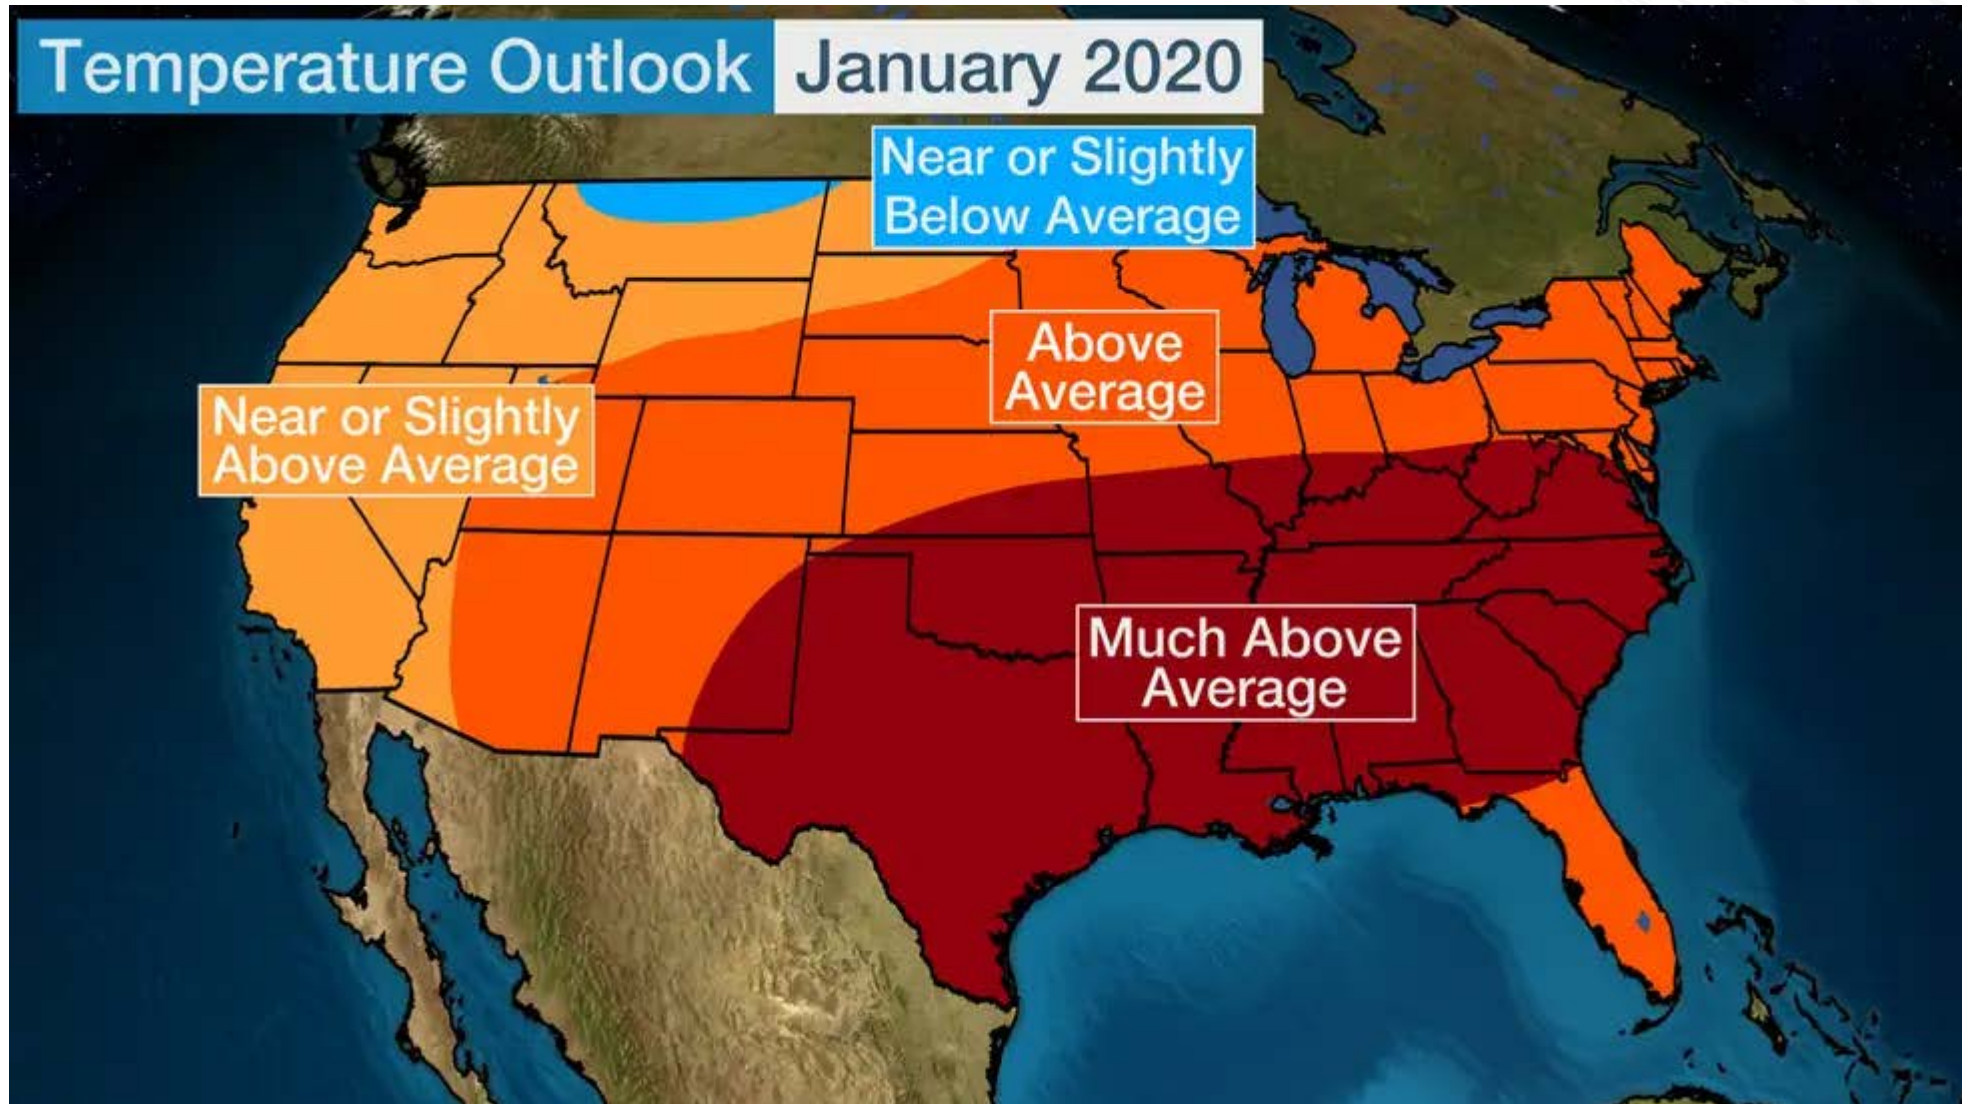 Temperature Outlook January 2020
Near or Slightly
Below Average
Above
Average
Near or Slightly
Above Average
Much Above
Average